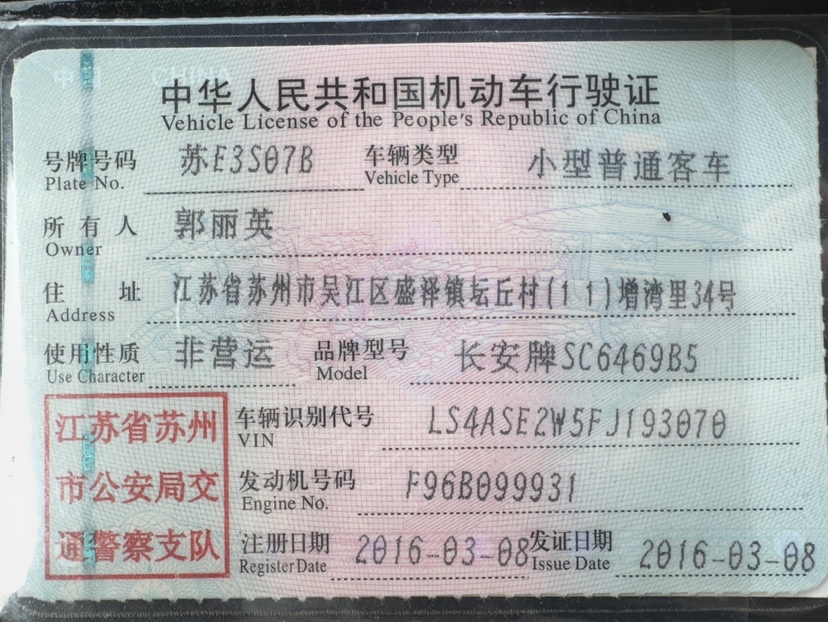 中华人民共和国机动车行驶证
Vehicle License of the People's Republic of China
号牌号码 苏E3S07B 车辆类型 小型普通客车
Plate No. Vehicle Type
所有人 郭丽英
Owner
住址 江苏省苏州市吴江区盛泽镇坛丘村(11)增湾里34号
Address
使用性质 非营运 品牌型号 长安牌SC6469B5
Use Character Model
江苏省苏州 车辆识别代号 LS4ASE2W5FJ193070
VIN
市公安局交 发动机号码 F96B099931
Engine No.
通警察支队 注册日期 2016-03-08 发证日期 2016-03-08
Register Date Issue Date